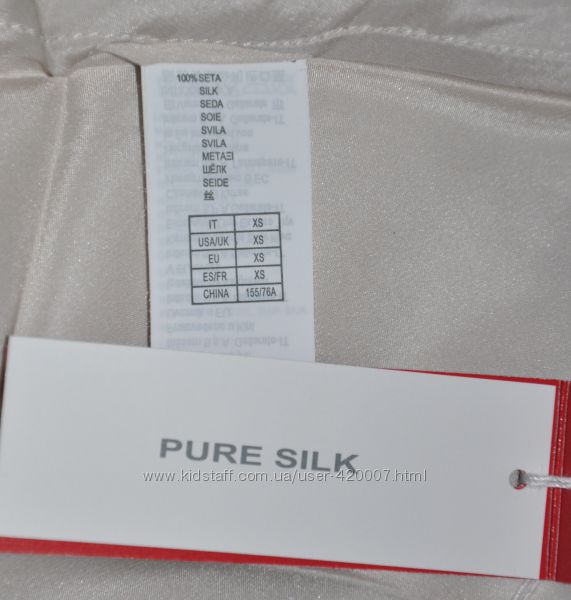 100% SETA
SILK
SEDA
SOIE
SVILA
SVILA
ΜΕΤΑΞΙ
ШЁЛК
SEIDE
丝
IT XS
USA/UK XS
EU XS
ES/FR XS
CHINA 155/76A
PURE SILK
www.kidstaff.com.ua/user-420007.html